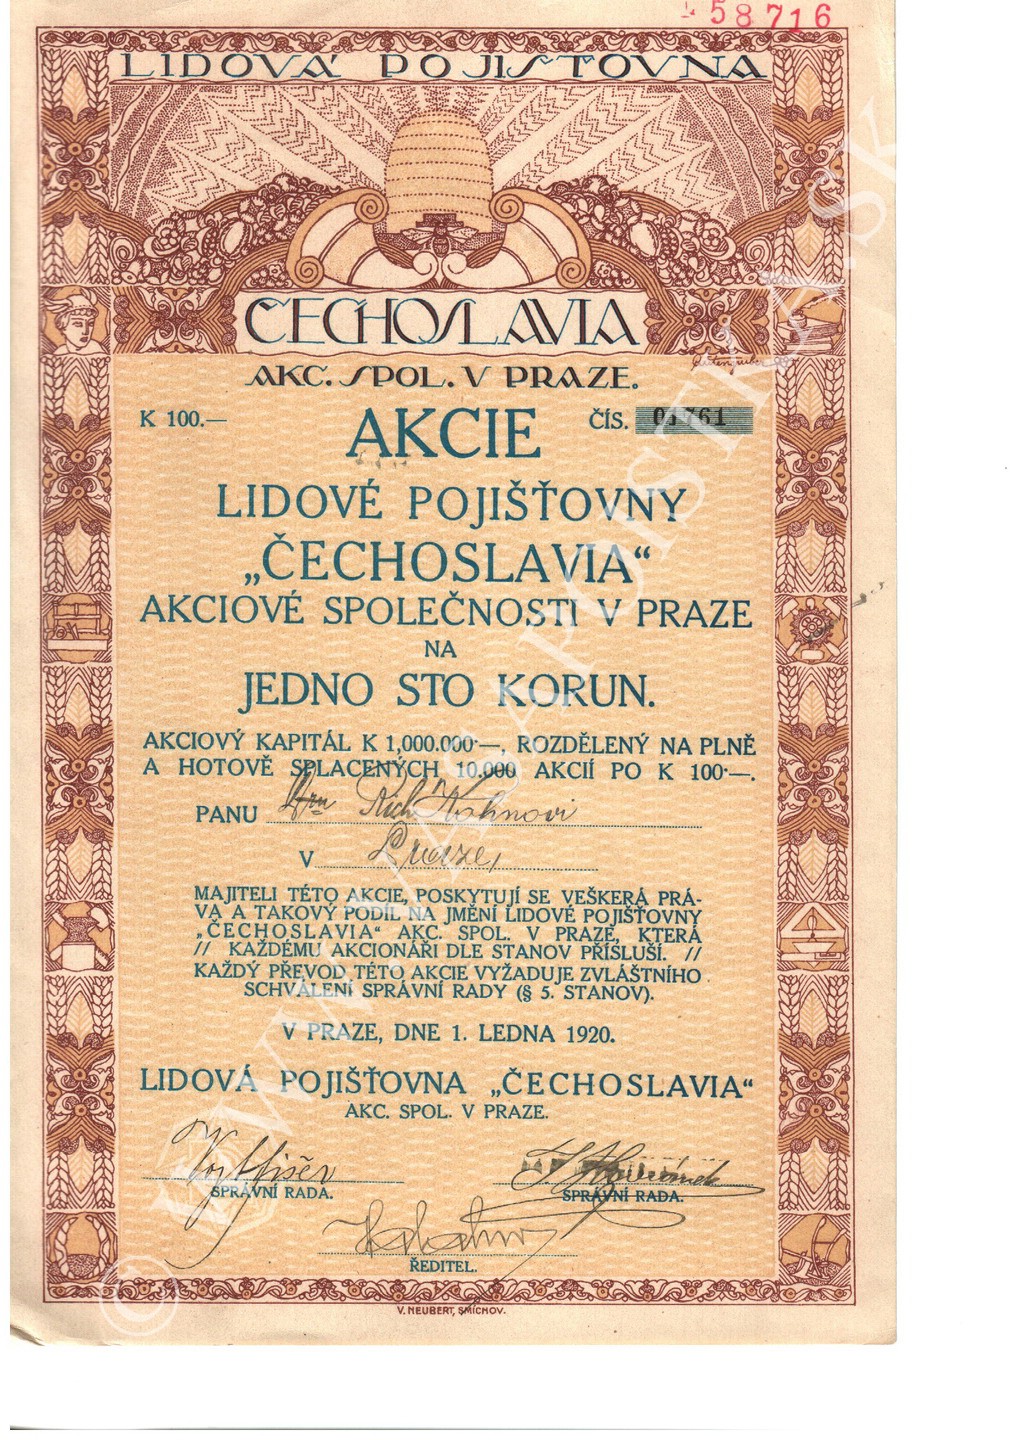 58716
LIDOVÁ POJISTOVNA
ČECHOSLAVIA
AKC. SPOL. V PRAZE.
K 100.—
AKCIE
ČÍS.
LIDOVÉ POJIŠŤOVNY
„ČECHOSLAVIA“
AKCIOVÉ SPOLEČNOSTI V PRAZE
NA
JEDNO STO KORUN.
AKCIOVÝ KAPITÁL K 1,000.000·—, ROZDĚLENÝ NA PLNĚ
A HOTOVĚ SPLACENÝCH 10.000 AKCIÍ PO K 100·—.
PANU
V Praze,
MAJITELI TÉTO AKCIE, POSKYTUJÍ SE VEŠKERÁ PRÁ-
VA A TAKOVÝ PODÍL NA JMĚNÍ LIDOVÉ POJIŠŤOVNY
„ČECHOSLAVIA“ AKC. SPOL. V PRAZE, KTERÁ
// KAŽDÉMU AKCIONÁŘI DLE STANOV PŘÍSLUŠÍ. //
KAŽDÝ PŘEVOD TÉTO AKCIE VYŽADUJE ZVLÁŠTNÍHO
SCHVÁLENÍ SPRÁVNÍ RADY (§ 5. STANOV).
V PRAZE, DNE 1. LEDNA 1920.
LIDOVÁ POJIŠŤOVNA „ČECHOSLAVIA“
AKC. SPOL. V PRAZE.
SPRÁVNÍ RADA.
SPRÁVNÍ RADA.
ŘEDITEL.
V. NEUBERT, SMÍCHOV.